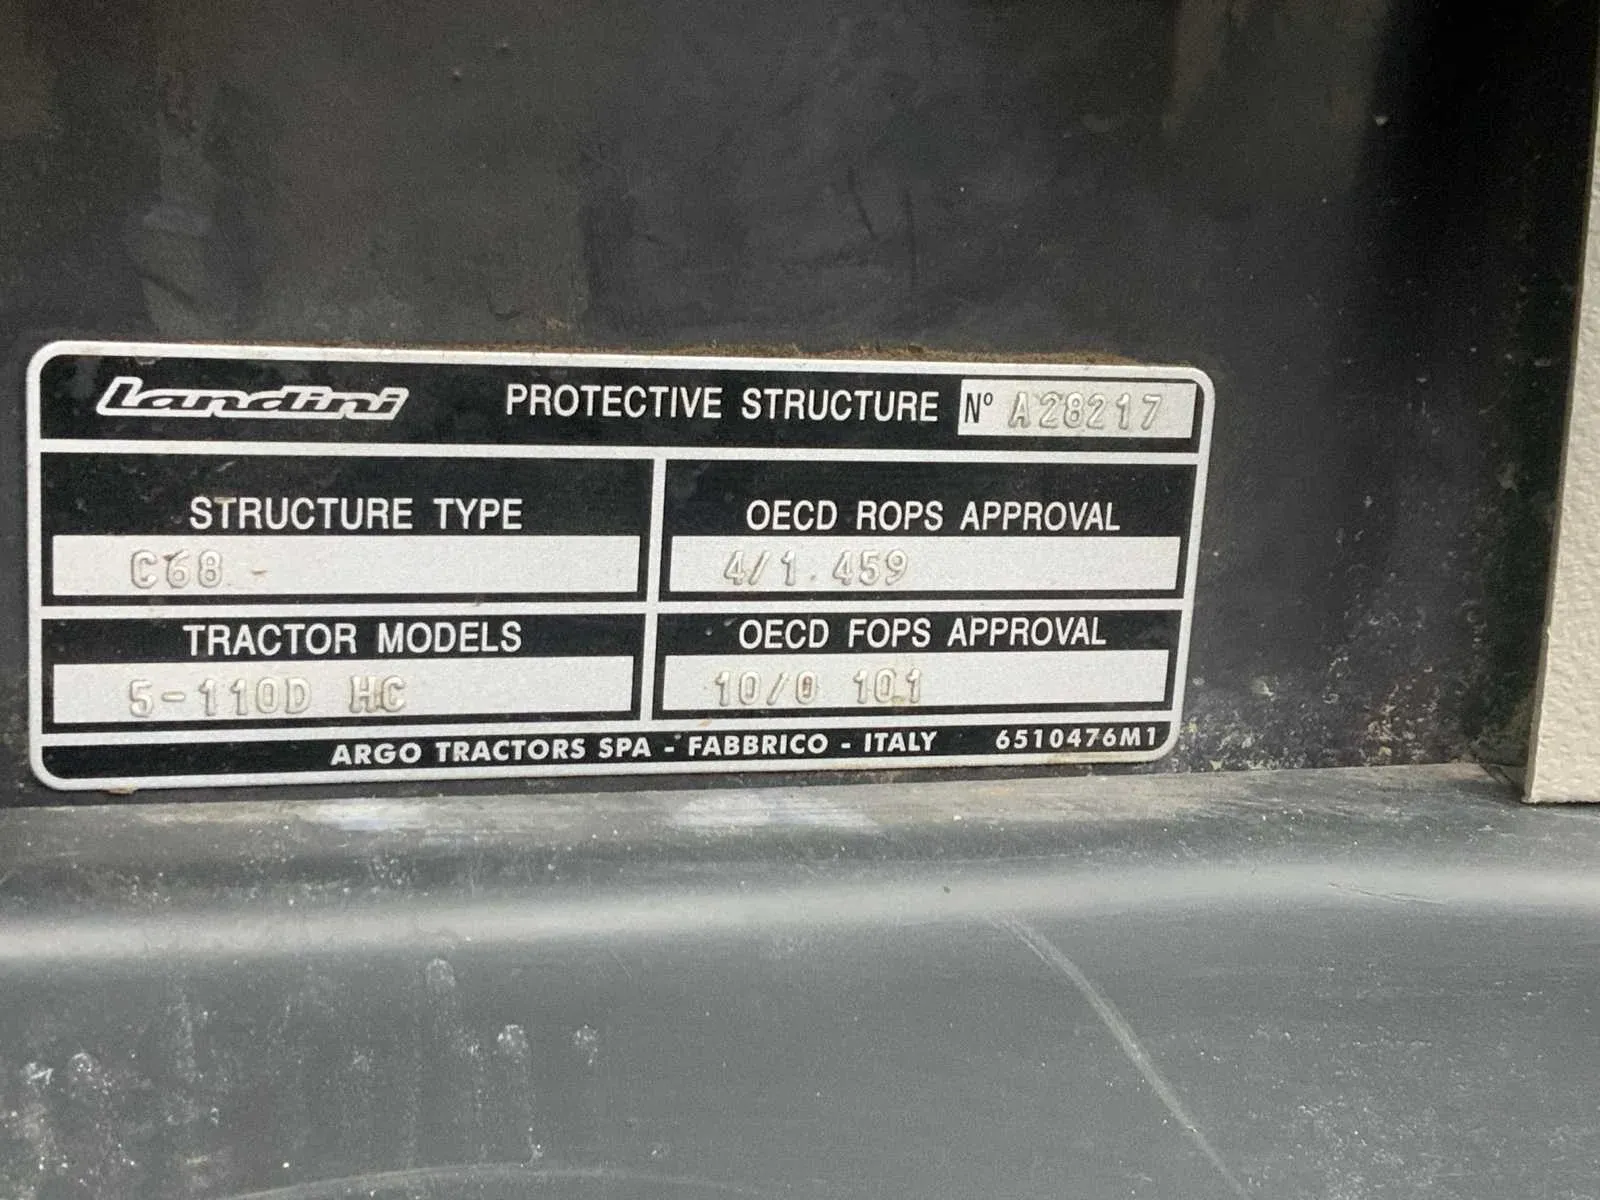 Landini PROTECTIVE STRUCTURE Nº A28217
STRUCTURE TYPE OECD ROPS APPROVAL
C68 4/1.459
TRACTOR MODELS OECD FOPS APPROVAL
5-110D HC 10/0 101
ARGO TRACTORS SPA - FABBRICO - ITALY 6510476M1